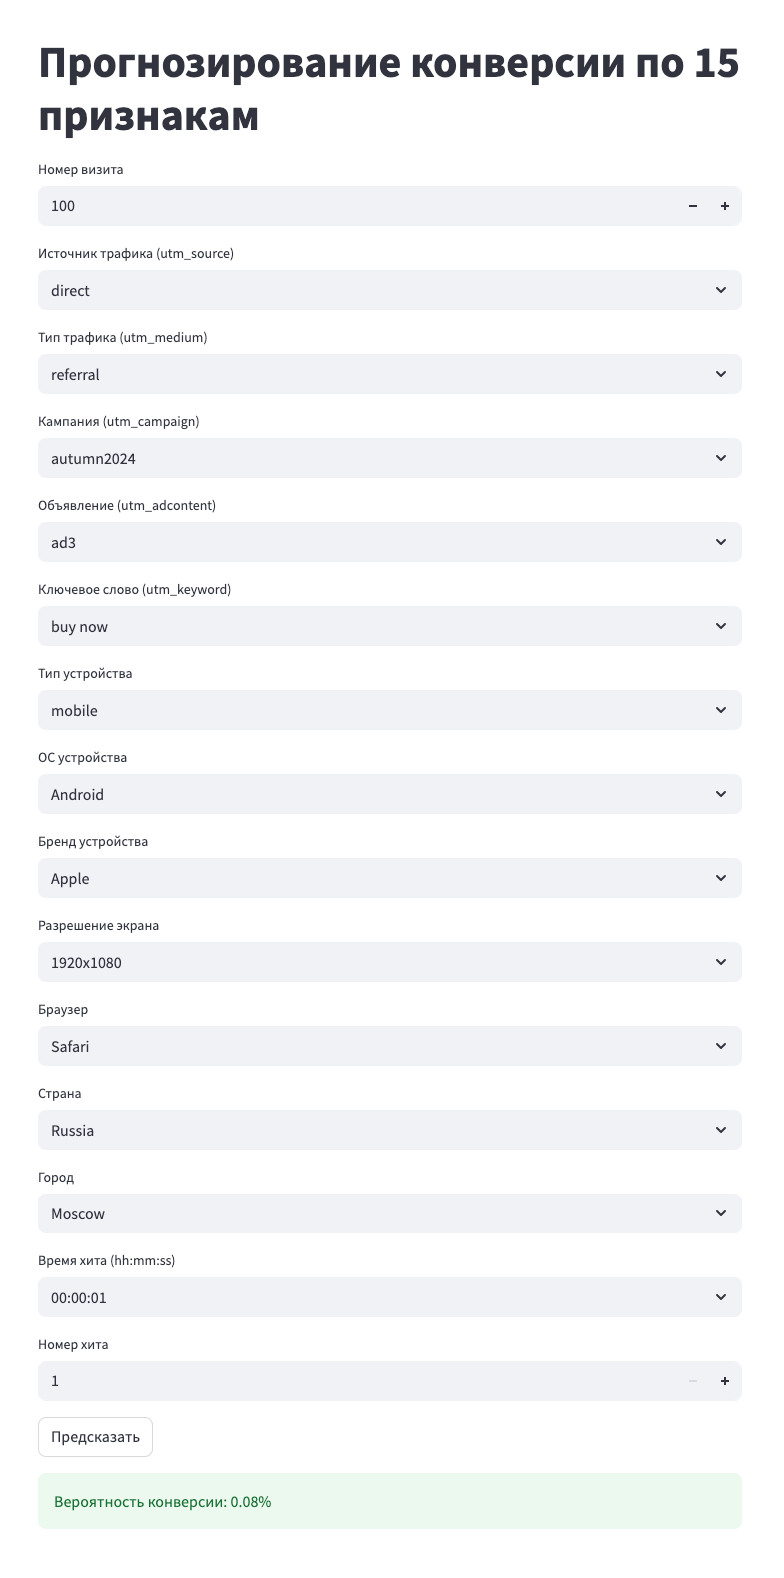 Прогнозирование конверсии по 15
признакам
Номер визита
100
Источник трафика (utm_source)
direct
Тип трафика (utm_medium)
referral
Кампания (utm_campaign)
autumn2024
Объявление (utm_adcontent)
ad3
Ключевое слово (utm_keyword)
buy now
Тип устройства
mobile
ОС устройства
Android
Бренд устройства
Apple
Разрешение экрана
1920x1080
Браузер
Safari
Страна
Russia
Город
Moscow
Время хита (hh:mm:ss)
00:00:01
Номер хита
1
Предсказать
Вероятность конверсии: 0.08%